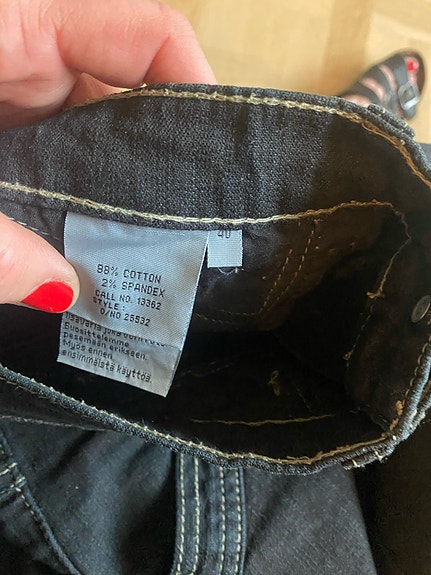 98% COTTON
2% SPANDEX
CALL NO. 13362
STYLE :
O/NO 25532
40
Suosittelemme
pesemään erikseen.
Myös ennen
ensimmäistä käyttöä.